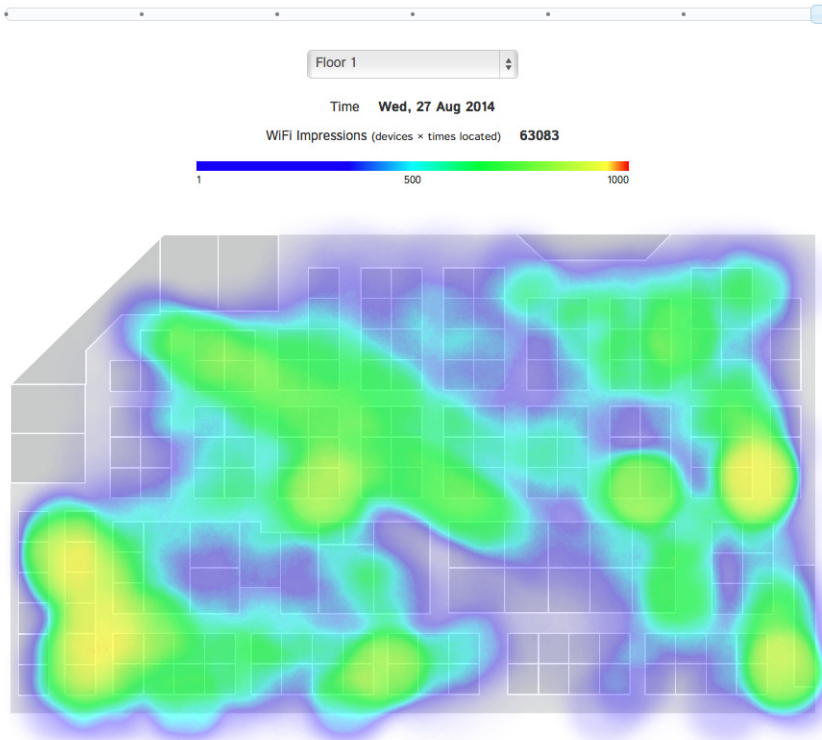 Floor 1
Time Wed, 27 Aug 2014
WiFi Impressions (devices × times located) 63083
1 500 1000